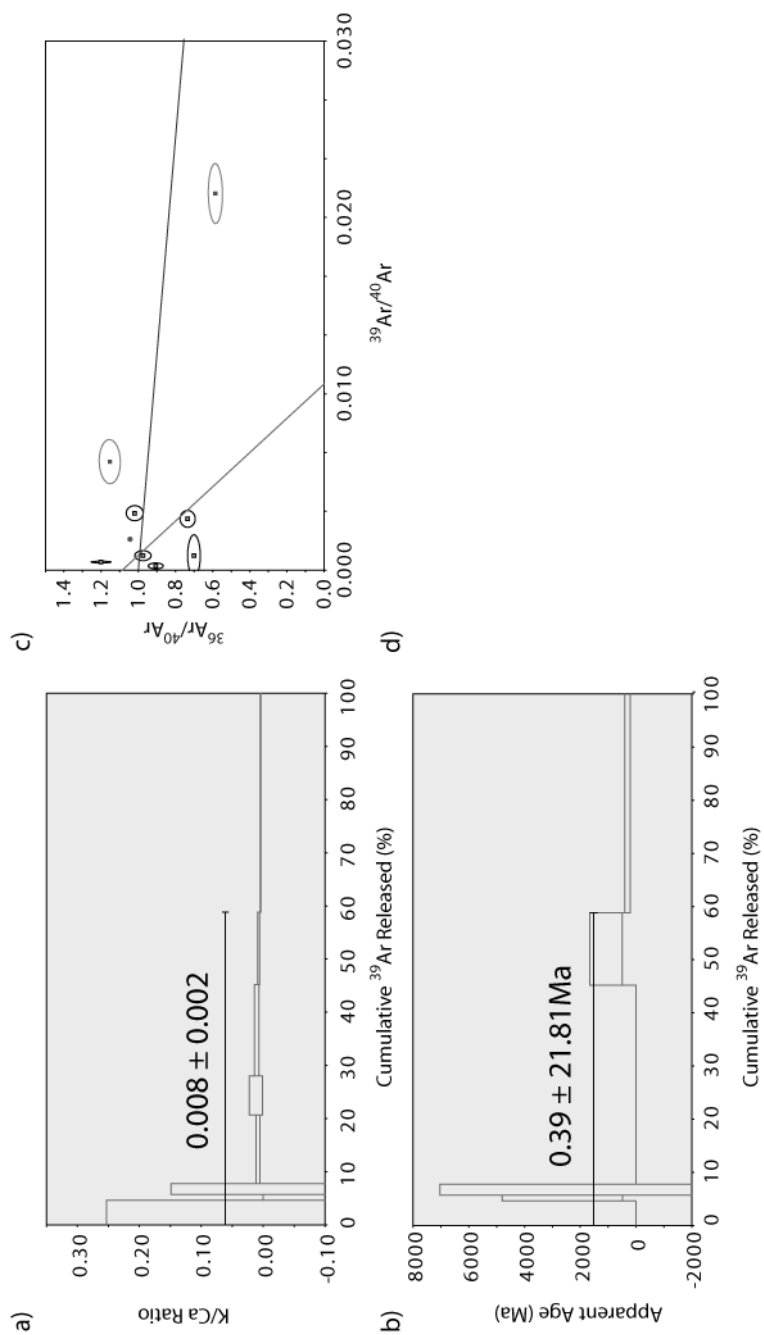 a)
K/Ca Ratio
0.30
0.20
0.10
0.00
-0.10
0.008 ± 0.002
0 10 20 30 40 50 60 70 80 90 100
Cumulative ³⁹Ar Released (%)
b)
Apparent Age (Ma)
8000
6000
4000
2000
0
-2000
0.39 ± 21.81Ma
0 10 20 30 40 50 60 70 80 90 100
Cumulative ³⁹Ar Released (%)
c)
³⁶Ar/⁴⁰Ar
1.4
1.2
1.0
0.8
0.6
0.4
0.2
0.0
0.000 0.010 0.020 0.030
³⁹Ar/⁴⁰Ar
d)